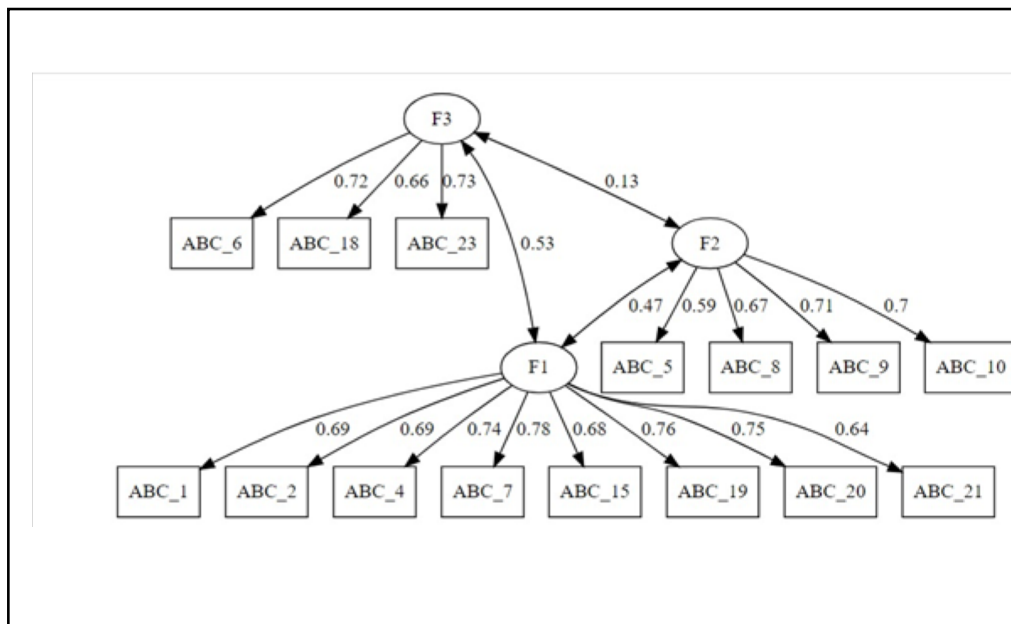 F3
0.72 0.66 0.73 0.13
ABC_6 ABC_18 ABC_23
0.53
F2
0.47 0.59 0.67 0.71 0.7
ABC_5 ABC_8 ABC_9 ABC_10
F1
0.69 0.69 0.74 0.78 0.68 0.76 0.75 0.64
ABC_1 ABC_2 ABC_4 ABC_7 ABC_15 ABC_19 ABC_20 ABC_21